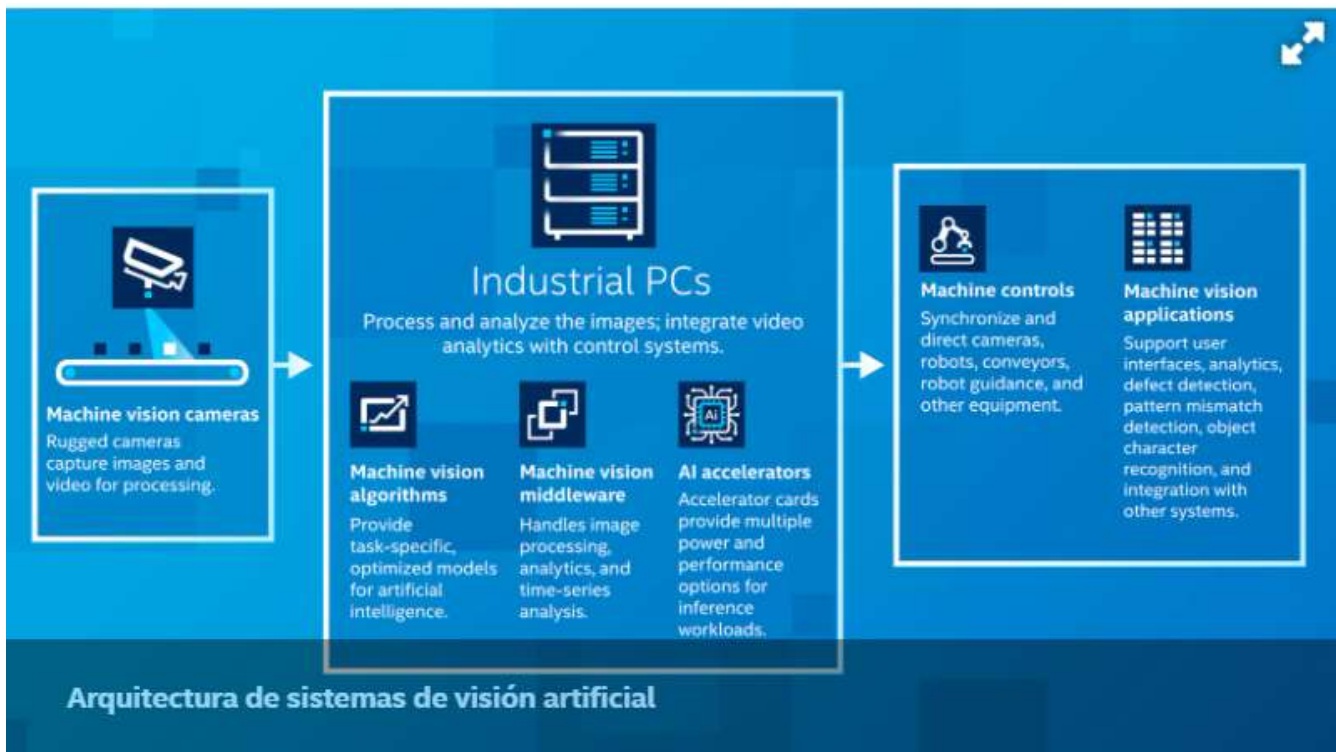 Machine vision cameras
Rugged cameras
capture images and
video for processing.
Industrial PCs
Process and analyze the images; integrate video
analytics with control systems.
Machine vision
algorithms
Provide
task-specific,
optimized models
for artificial
intelligence.
Machine vision
middleware
Handles image
processing,
analytics, and
time-series
analysis.
Ai
AI accelerators
Accelerator cards
provide multiple
power and
performance
options for
inference
workloads.
Machine controls
Synchronize and
direct cameras,
robots, conveyors,
robot guidance, and
other equipment.
Machine vision
applications
Support user
interfaces, analytics,
defect detection,
pattern mismatch
detection, object
character
recognition, and
integration with
other systems.
Arquitectura de sistemas de visión artificial